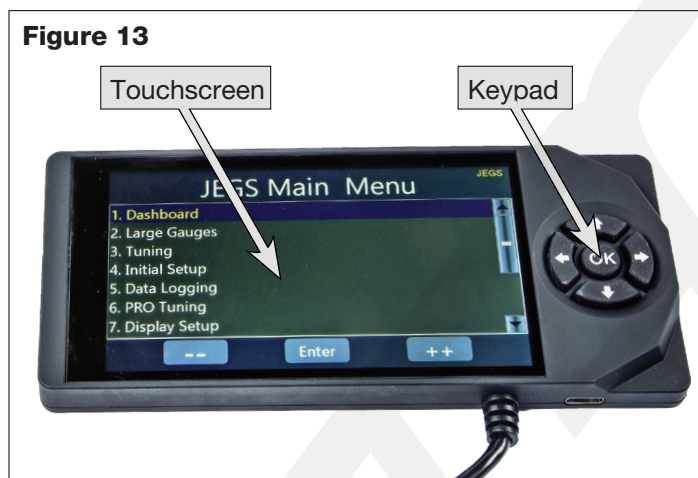 Figure 13
Touchscreen
Keypad
JEGS
JEGS Main Menu
1. Dashboard
2. Large Gauges
3. Tuning
4. Initial Setup
5. Data Logging
6. PRO Tuning
7. Display Setup
-- Enter ++
OK